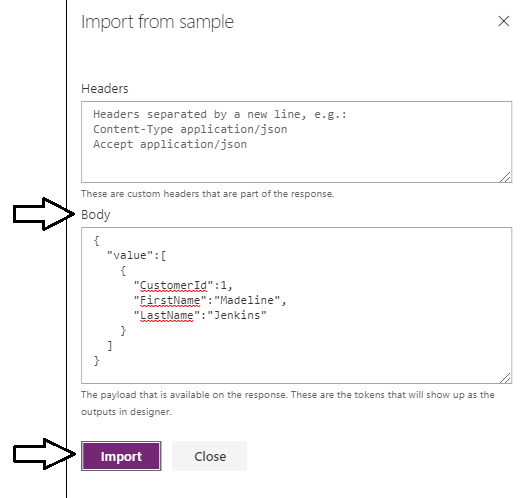 Import from sample
Headers
Headers separated by a new line, e.g.:
Content-Type application/json
Accept application/json
These are custom headers that are part of the response.
Body
{
"value":[
{
"CustomerId":1,
"FirstName":"Madeline",
"LastName":"Jenkins"
}
]
}
The payload that is available on the response. These are the tokens that will show up as the
outputs in designer.
Import
Close